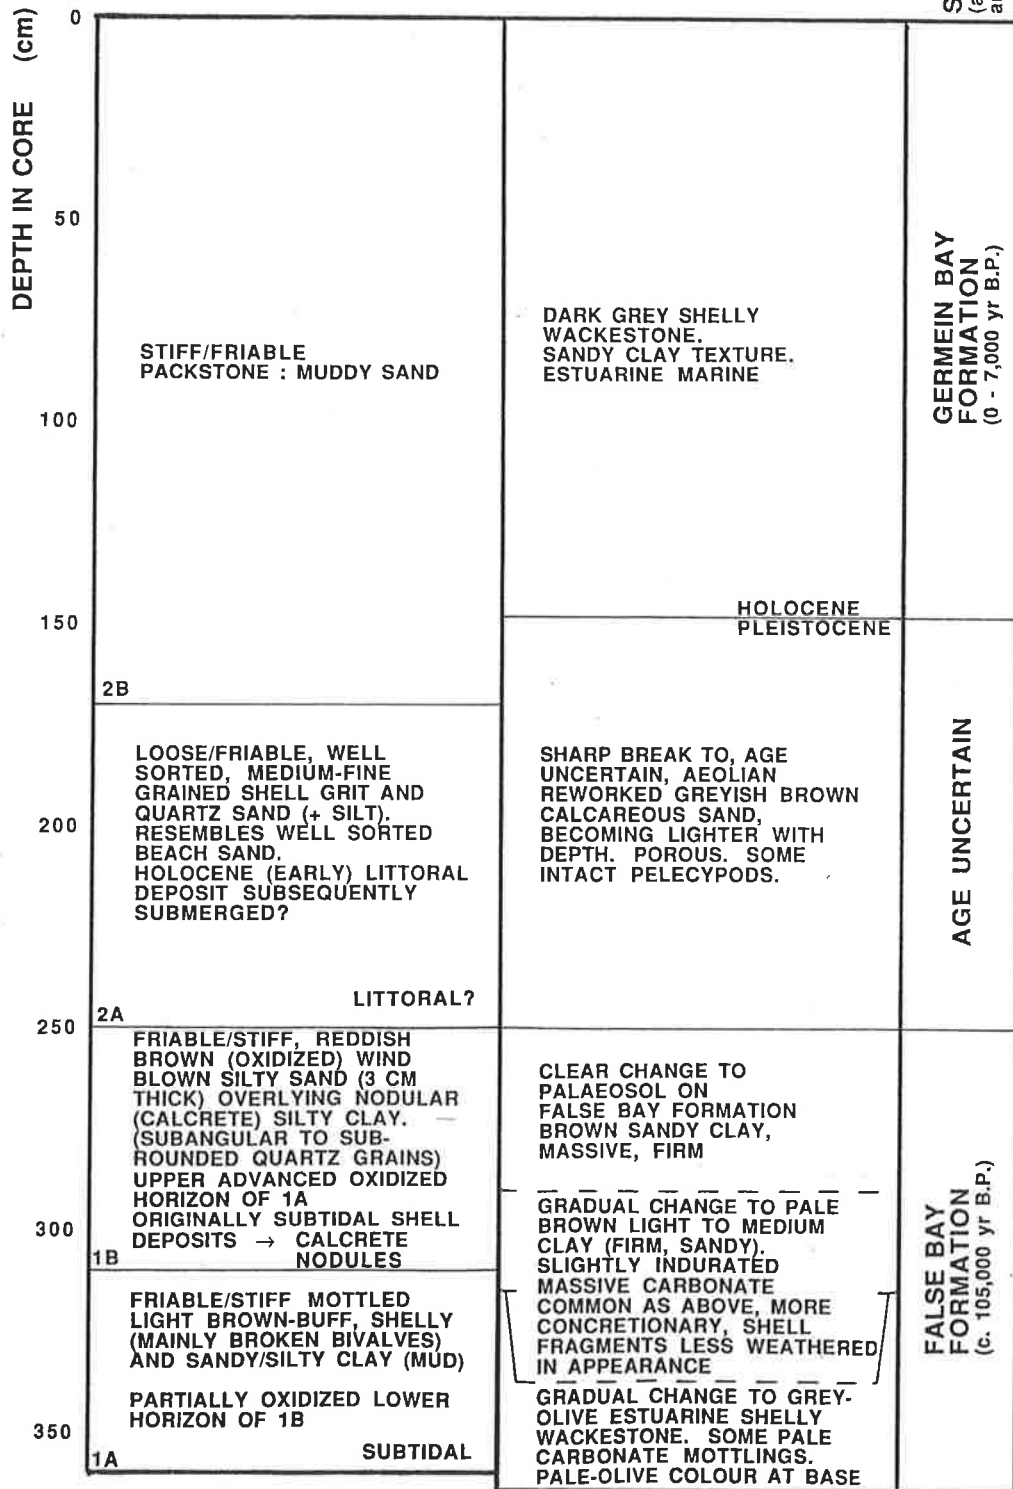 DEPTH IN CORE (cm)
0
50
100
150
200
250
300
350
STIFF/FRIABLE
PACKSTONE : MUDDY SAND
2B
LOOSE/FRIABLE, WELL
SORTED, MEDIUM-FINE
GRAINED SHELL GRIT AND
QUARTZ SAND (+ SILT).
RESEMBLES WELL SORTED
BEACH SAND.
HOLOCENE (EARLY) LITTORAL
DEPOSIT SUBSEQUENTLY
SUBMERGED?
LITTORAL?
2A
FRIABLE/STIFF, REDDISH
BROWN (OXIDIZED) WIND
BLOWN SILTY SAND (3 CM
THICK) OVERLYING NODULAR
(CALCRETE) SILTY CLAY.
(SUBANGULAR TO SUB-
ROUNDED QUARTZ GRAINS)
UPPER ADVANCED OXIDIZED
HORIZON OF 1A
ORIGINALLY SUBTIDAL SHELL
DEPOSITS → CALCRETE
NODULES
1B
FRIABLE/STIFF MOTTLED
LIGHT BROWN-BUFF, SHELLY
(MAINLY BROKEN BIVALVES)
AND SANDY/SILTY CLAY (MUD)
PARTIALLY OXIDIZED LOWER
HORIZON OF 1B
SUBTIDAL
1A
DARK GREY SHELLY
WACKESTONE.
SANDY CLAY TEXTURE.
ESTUARINE MARINE
HOLOCENE
PLEISTOCENE
SHARP BREAK TO, AGE
UNCERTAIN, AEOLIAN
REWORKED GREYISH BROWN
CALCAREOUS SAND,
BECOMING LIGHTER WITH
DEPTH. POROUS. SOME
INTACT PELECYPODS.
CLEAR CHANGE TO
PALAEOSOL ON
FALSE BAY FORMATION
BROWN SANDY CLAY,
MASSIVE, FIRM
GRADUAL CHANGE TO PALE
BROWN LIGHT TO MEDIUM
CLAY (FIRM, SANDY).
SLIGHTLY INDURATED
MASSIVE CARBONATE
COMMON AS ABOVE, MORE
CONCRETIONARY, SHELL
FRAGMENTS LESS WEATHERED
IN APPEARANCE
GRADUAL CHANGE TO GREY-
OLIVE ESTUARINE SHELLY
WACKESTONE. SOME PALE
CARBONATE MOTTLINGS.
PALE-OLIVE COLOUR AT BASE
GERMEIN BAY
FORMATION
(0 - 7,000 yr B.P.)
AGE UNCERTAIN
FALSE BAY
FORMATION
(c. 105,000 yr B.P.)